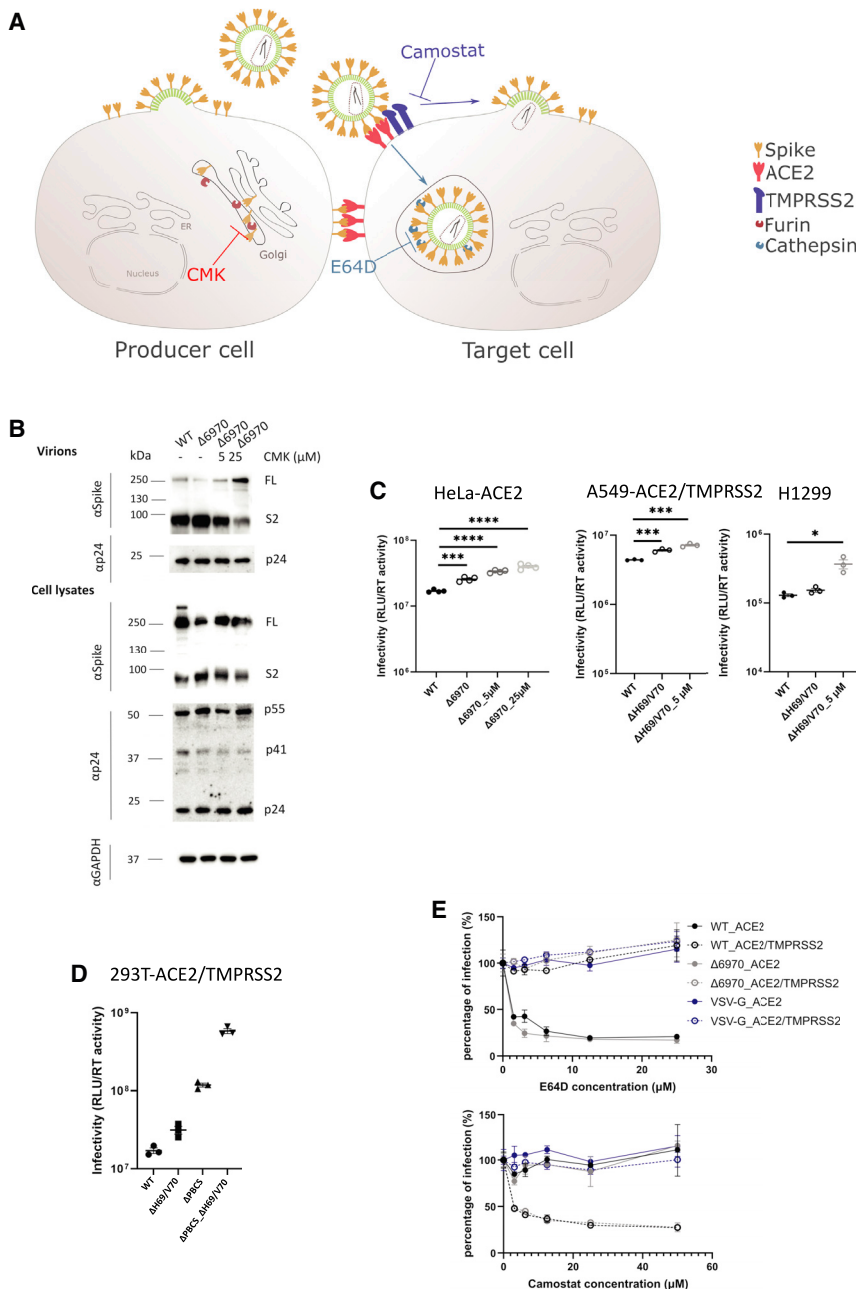 A
Camostat
Spike
ACE2
TMPRSS2
Furin
Cathepsin
ER
Golgi
Nucleus
CMK
E64D
Producer cell
Target cell
B
WT
Δ6970
Δ6970
Δ6970
Virions
kDa
- - 5 25 CMK (µM)
αSpike
250
130
100
FL
S2
αp24
25
p24
Cell lysates
αSpike
250
130
100
FL
S2
αp24
50
37
25
p55
p41
p24
αGAPDH
37
C
HeLa-ACE2
Infectivity (RLU/RT activity)
10⁸
10⁷
10⁶
****
****
***
WT
Δ6970
Δ6970_5µM
Δ6970_25µM
A549-ACE2/TMPRSS2
Infectivity (RLU/RT activity)
10⁷
10⁶
10⁵
***
***
WT
ΔH69/V70
ΔH69/V70_5 µM
H1299
Infectivity (RLU/RT activity)
10⁶
10⁵
10⁴
*
WT
ΔH69/V70
ΔH69/V70_5 µM
D
293T-ACE2/TMPRSS2
Infectivity (RLU/RT activity)
10⁹
10⁸
10⁷
WT
ΔH69/V70
ΔPBCS
ΔPBCS_ΔH69/V70
E
percentage of infection (%)
150
100
50
0
0 10 20 30
E64D concentration (µM)
WT_ACE2
WT_ACE2/TMPRSS2
Δ6970_ACE2
Δ6970_ACE2/TMPRSS2
VSV-G_ACE2
VSV-G_ACE2/TMPRSS2
percentage of infection (%)
150
100
50
0
0 20 40 60
Camostat concentration (µM)